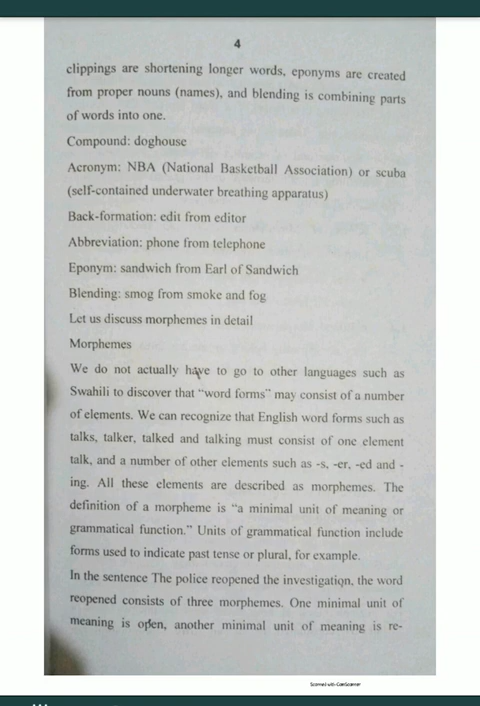 4
clippings are shortening longer words, eponyms are created
from proper nouns (names), and blending is combining parts
of words into one.
Compound: doghouse
Acronym: NBA (National Basketball Association) or scuba
(self-contained underwater breathing apparatus)
Back-formation: edit from editor
Abbreviation: phone from telephone
Eponym: sandwich from Earl of Sandwich
Blending: smog from smoke and fog
Let us discuss morphemes in detail
Morphemes
We do not actually have to go to other languages such as
Swahili to discover that “word forms” may consist of a number
of elements. We can recognize that English word forms such as
talks, talker, talked and talking must consist of one element
talk, and a number of other elements such as -s, -er, -ed and -
ing. All these elements are described as morphemes. The
definition of a morpheme is “a minimal unit of meaning or
grammatical function.” Units of grammatical function include
forms used to indicate past tense or plural, for example.
In the sentence The police reopened the investigation, the word
reopened consists of three morphemes. One minimal unit of
meaning is open, another minimal unit of meaning is re-
Scanned with CamScanner